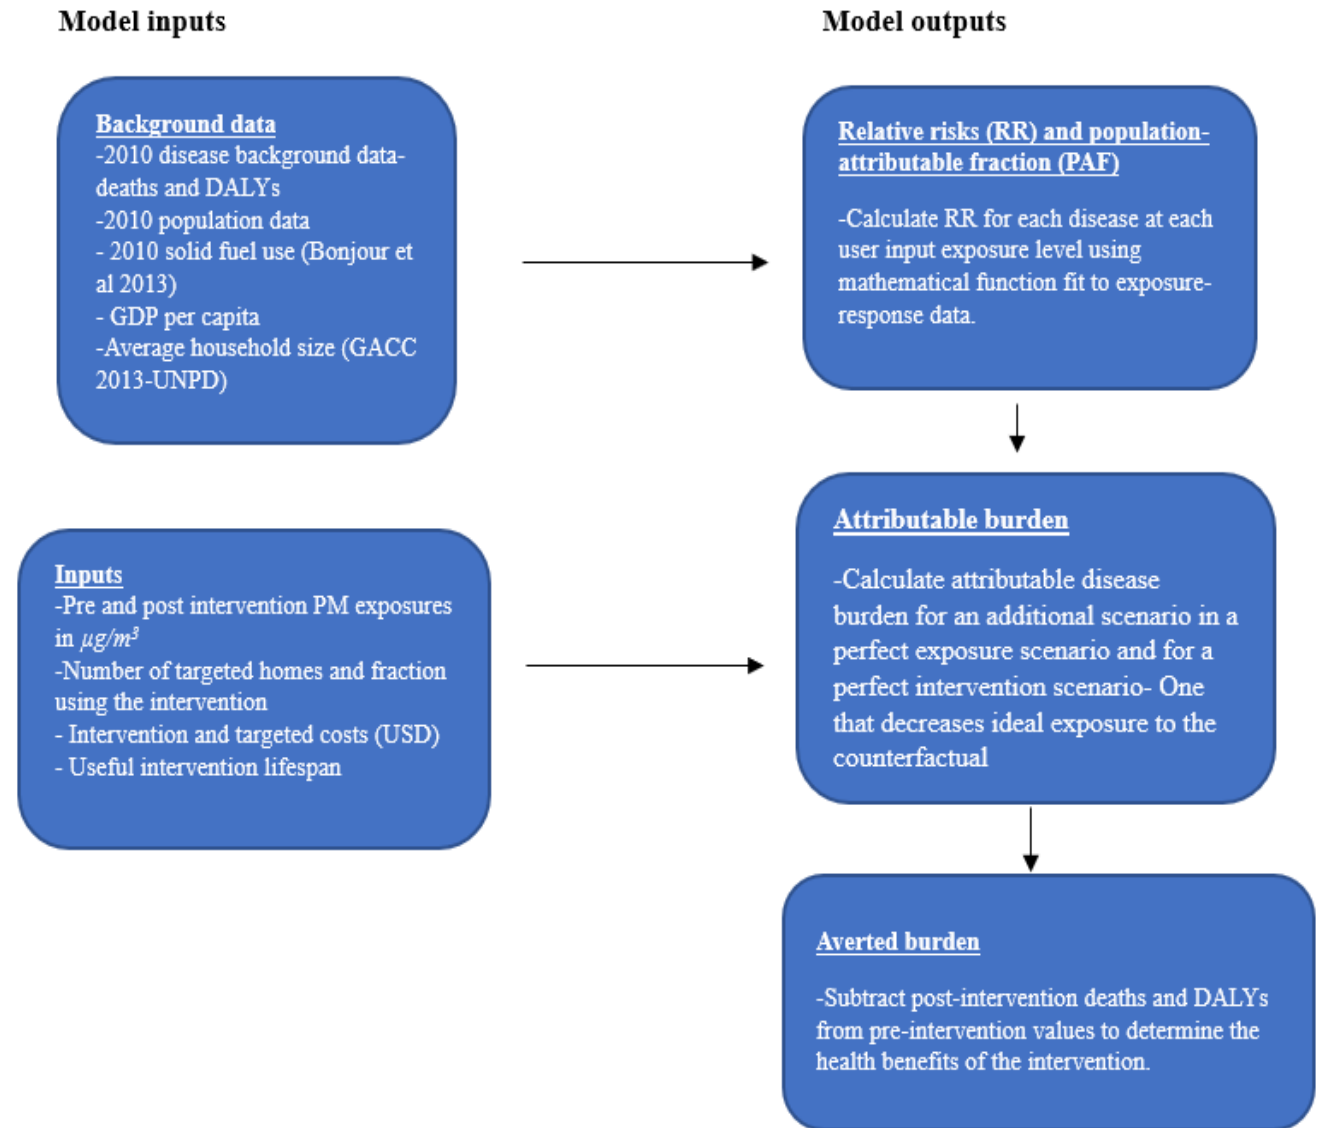 Model inputs
Model outputs
Background data
-2010 disease background data-
deaths and DALYs
-2010 population data
- 2010 solid fuel use (Bonjour et
al 2013)
- GDP per capita
-Average household size (GACC
2013-UNPD)
Relative risks (RR) and population-
attributable fraction (PAF)
-Calculate RR for each disease at each
user input exposure level using
mathematical function fit to exposure-
response data.
Inputs
-Pre and post intervention PM exposures
in µg/m³
-Number of targeted homes and fraction
using the intervention
- Intervention and targeted costs (USD)
- Useful intervention lifespan
Attributable burden
-Calculate attributable disease
burden for an additional scenario in a
perfect exposure scenario and for a
perfect intervention scenario- One
that decreases ideal exposure to the
counterfactual
Averted burden
-Subtract post-intervention deaths and DALYs
from pre-intervention values to determine the
health benefits of the intervention.